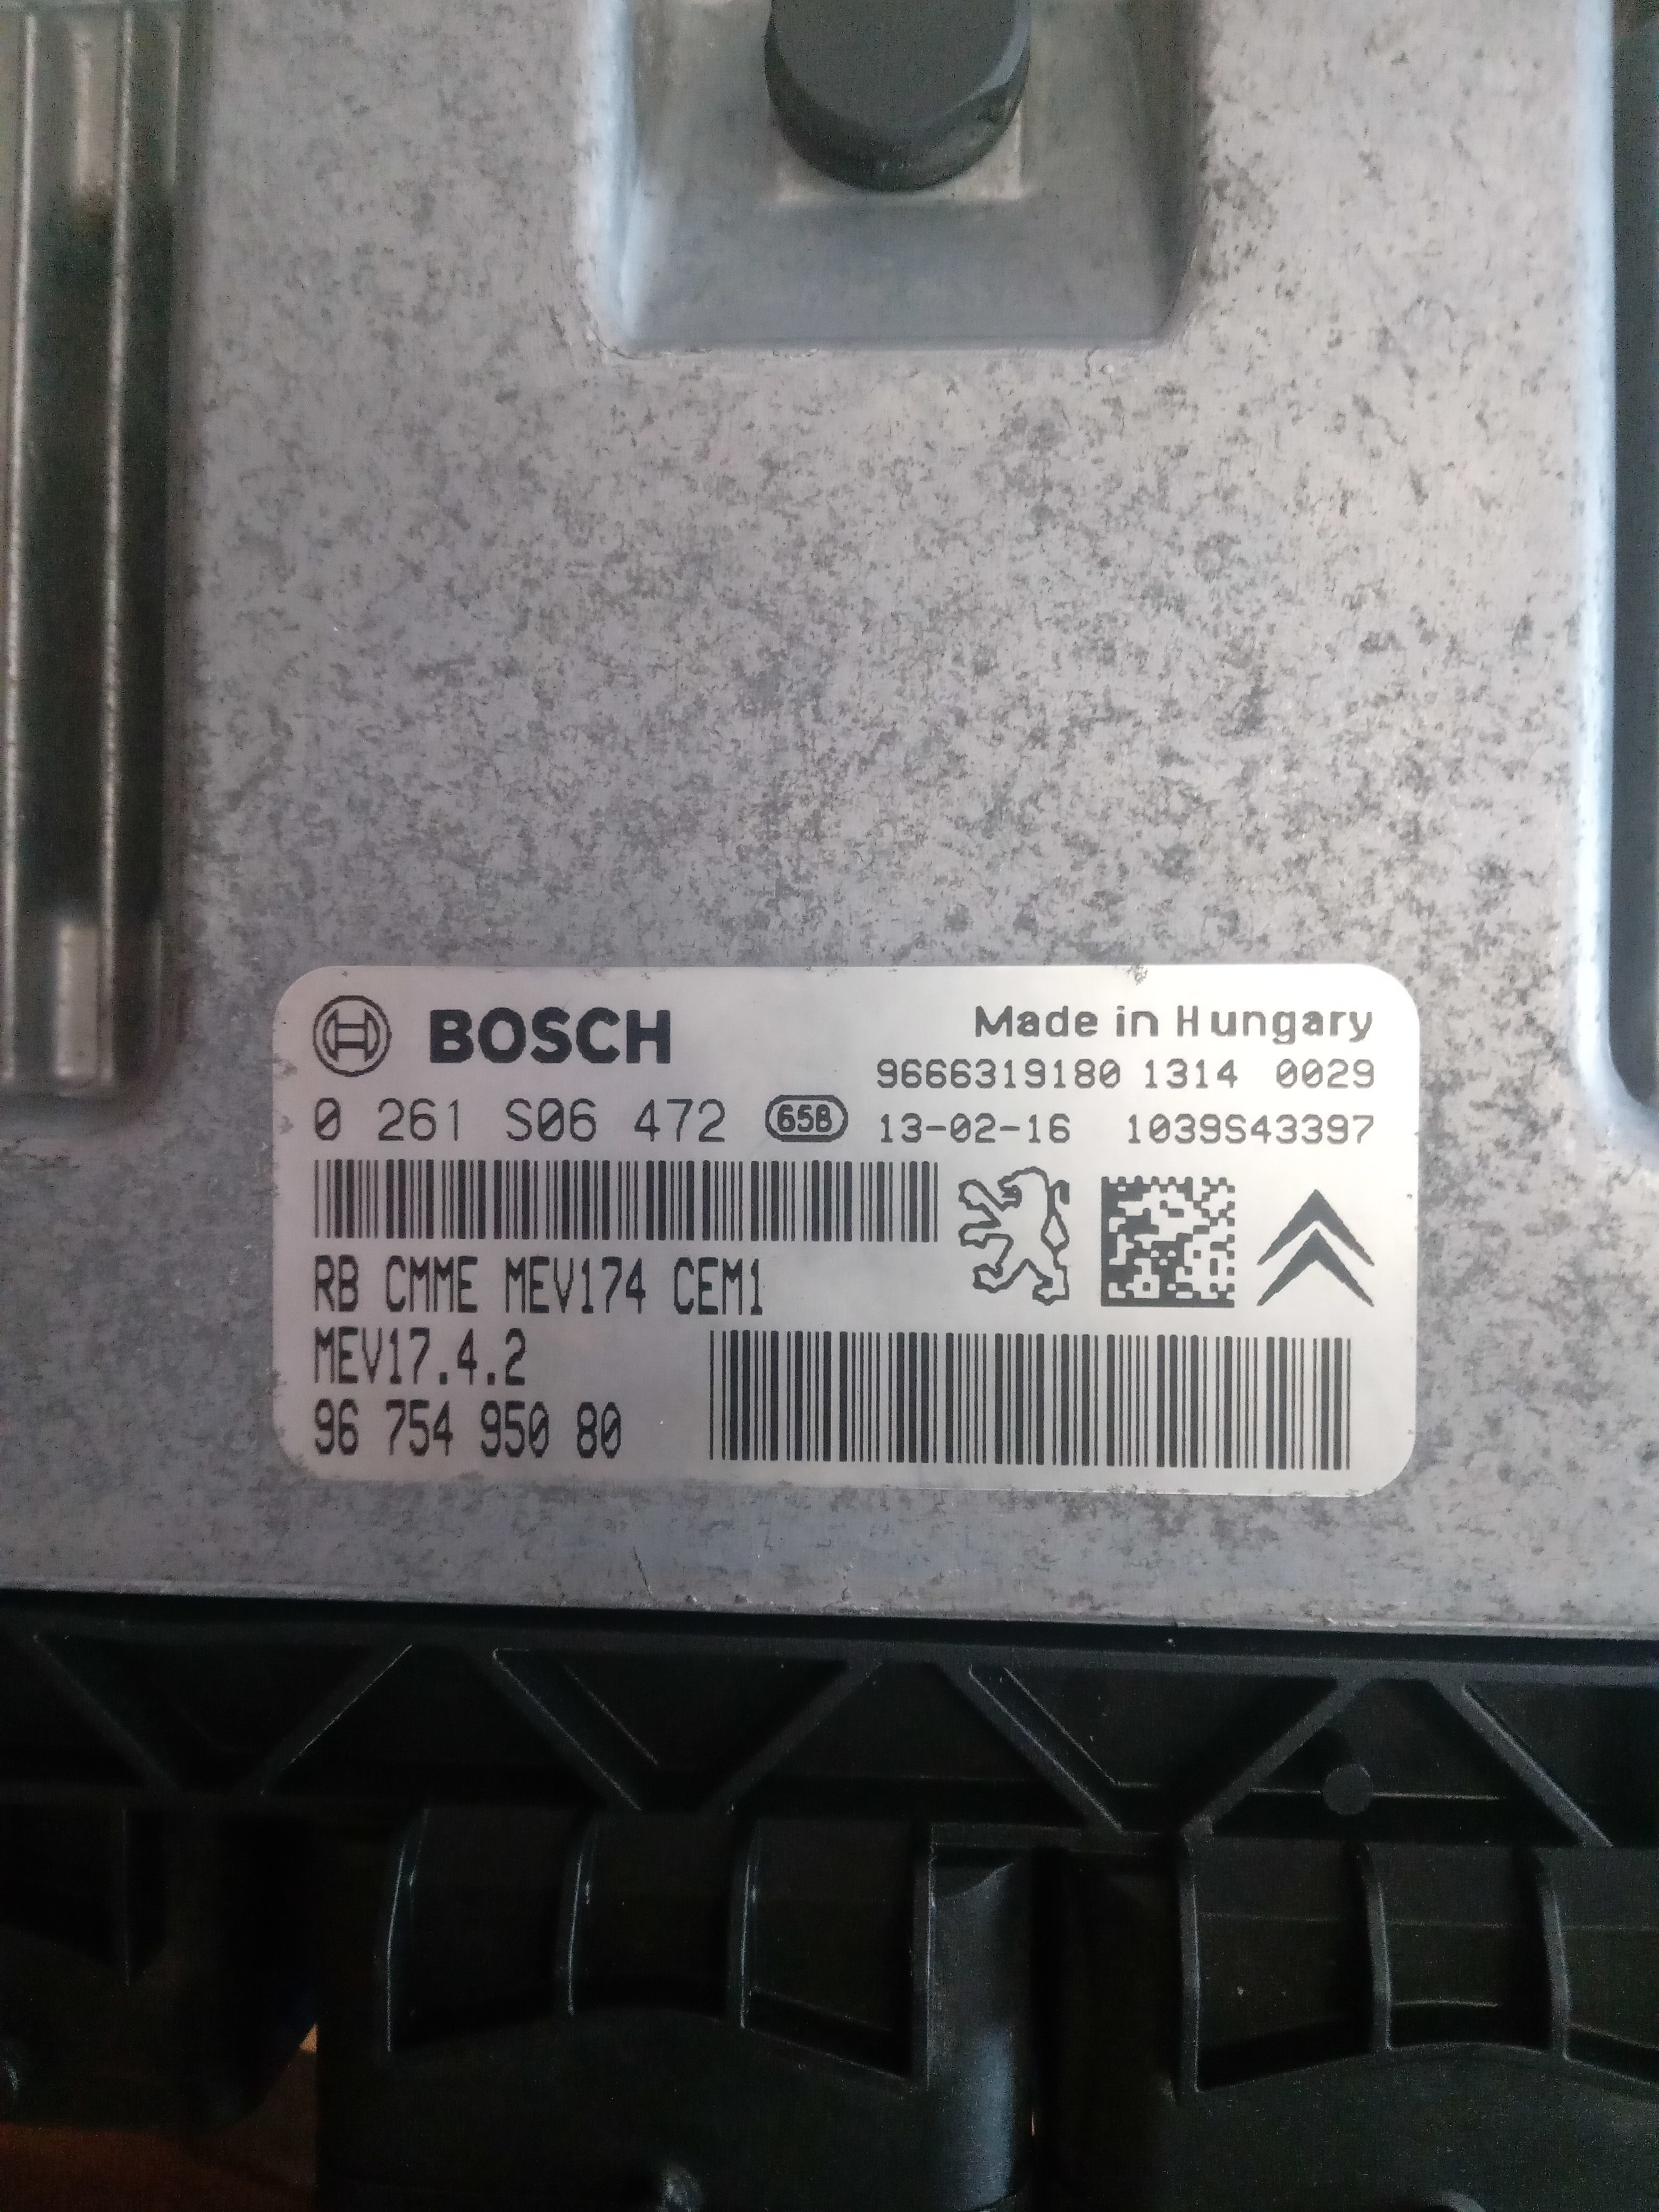 BOSCH
Made in Hungary
9666319180 1314 0029
0 261 S06 472 65B 13-02-16 1039S43397
RB CMME MEV174 CEM1
MEV17.4.2
96 754 950 80